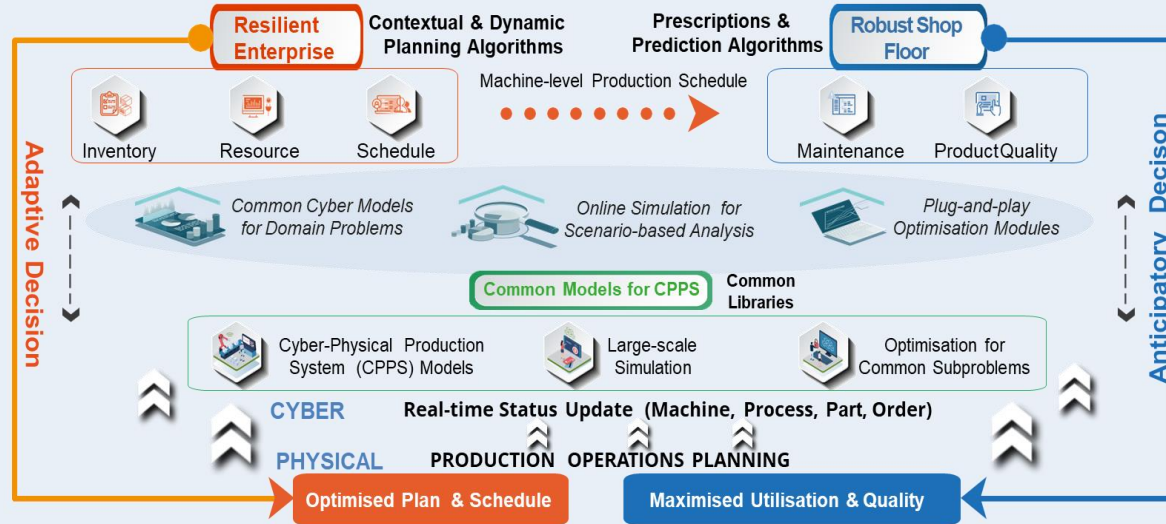 Resilient
Enterprise
Contextual & Dynamic
Planning Algorithms
Prescriptions &
Prediction Algorithms
Robust Shop
Floor
Machine-level Production Schedule
Inventory
Resource
Schedule
Maintenance
ProductQuality
Adaptive Decision
Anticipatory Decison
Common Cyber Models
for Domain Problems
Online Simulation for
Scenario-based Analysis
Plug-and-play
Optimisation Modules
Common Models for CPPS
Common
Libraries
Cyber-Physical Production
System (CPPS) Models
Large-scale
Simulation
Optimisation for
Common Subproblems
CYBER
Real-time Status Update (Machine, Process, Part, Order)
PHYSICAL
PRODUCTION OPERATIONS PLANNING
Optimised Plan & Schedule
Maximised Utilisation & Quality